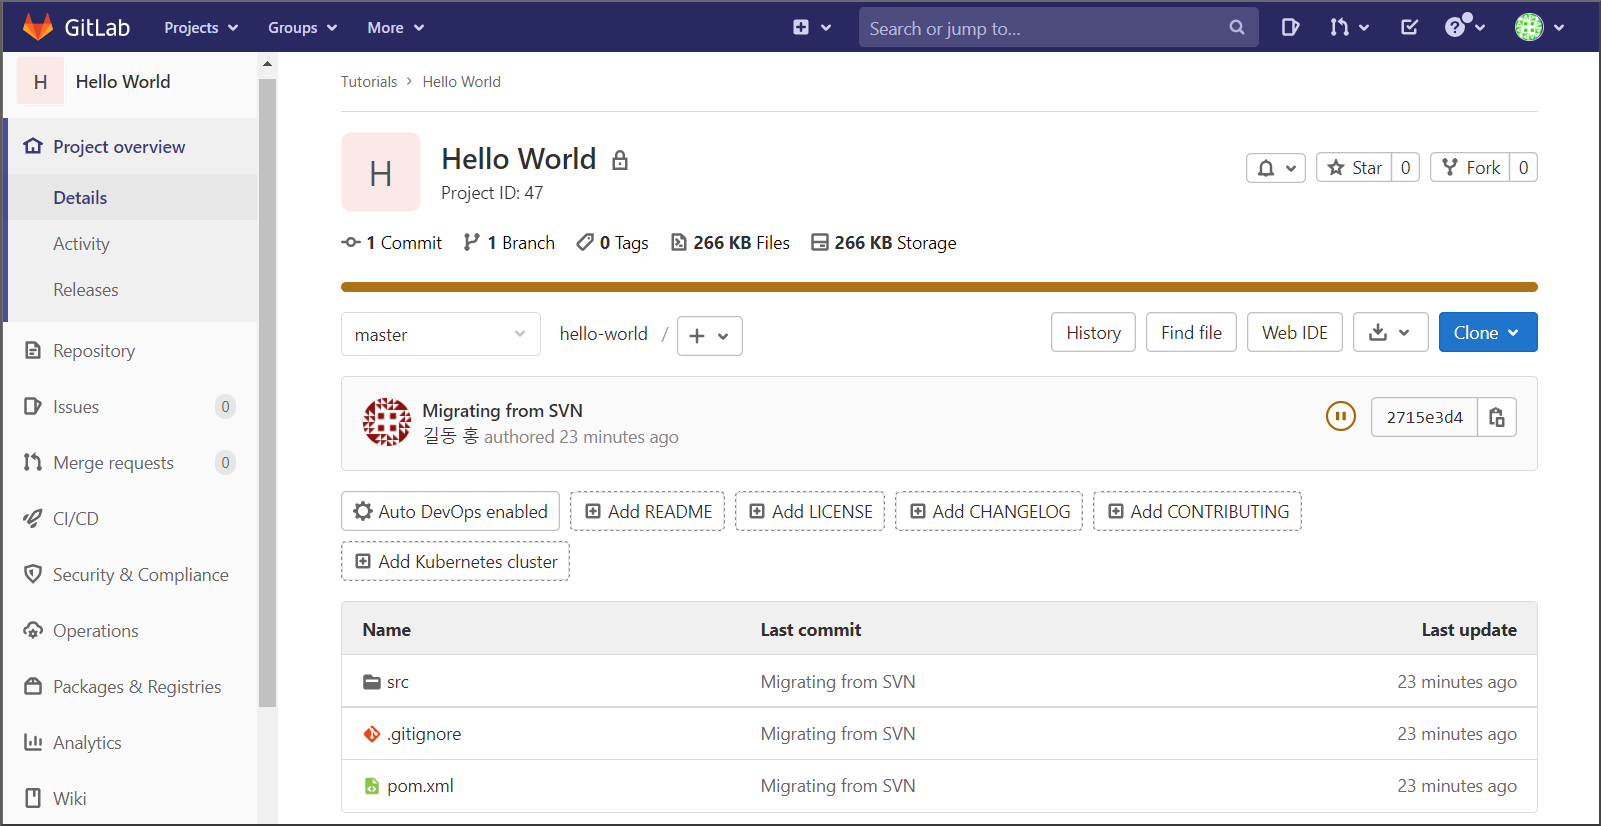 GitLab Projects Groups More Search or jump to...
H Hello World
Project overview
Details
Activity
Releases
Repository
Issues 0
Merge requests 0
CI/CD
Security & Compliance
Operations
Packages & Registries
Analytics
Wiki
Tutorials › Hello World
H
Hello World
Project ID: 47
Star 0 Fork 0
1 Commit 1 Branch 0 Tags 266 KB Files 266 KB Storage
master hello-world / + History Find file Web IDE Clone
Migrating from SVN
길동 홍 authored 23 minutes ago
2715e3d4
Auto DevOps enabled Add README Add LICENSE Add CHANGELOG Add CONTRIBUTING
Add Kubernetes cluster
Name Last commit Last update
src Migrating from SVN 23 minutes ago
.gitignore Migrating from SVN 23 minutes ago
pom.xml Migrating from SVN 23 minutes ago